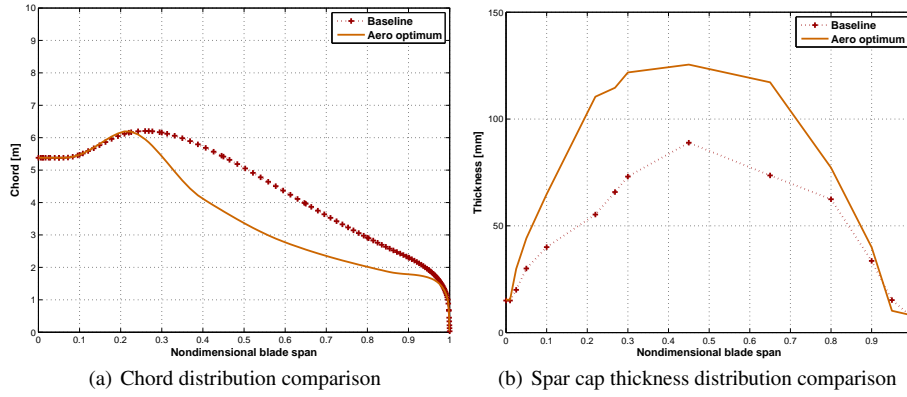 10
9
8
7
6
5
4
3
2
1
0
Chord [m]
0 0.1 0.2 0.3 0.4 0.5 0.6 0.7 0.8 0.9 1
Nondimensional blade span
Baseline
Aero optimum
(a) Chord distribution comparison
150
100
50
0
Thickness [mm]
0 0.1 0.2 0.3 0.4 0.5 0.6 0.7 0.8 0.9
Nondimensional blade span
Baseline
Aero optimum
(b) Spar cap thickness distribution comparison